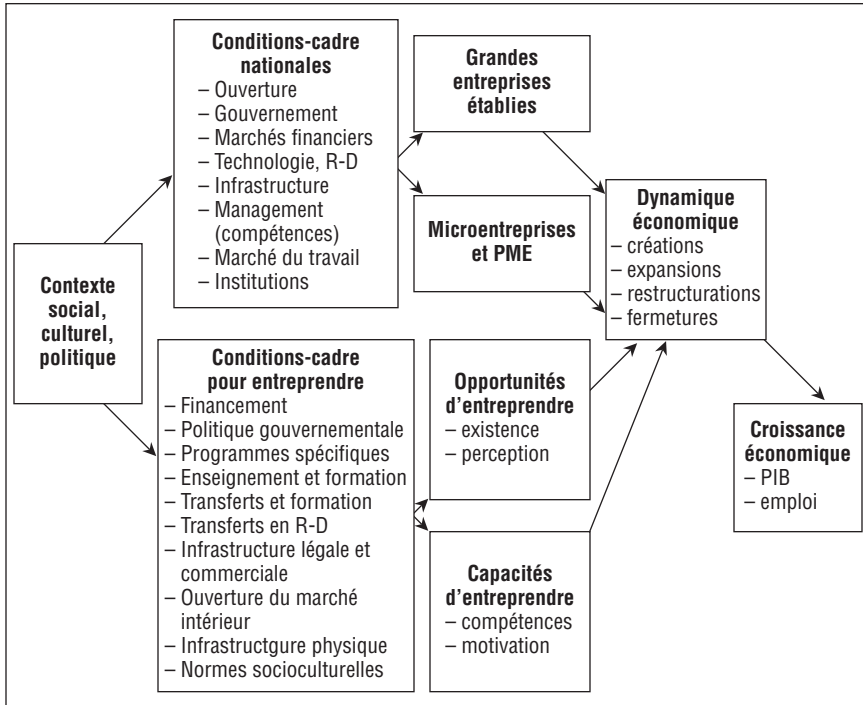 Conditions-cadre
nationales
– Ouverture
– Gouvernement
– Marchés financiers
– Technologie, R-D
– Infrastructure
– Management
(compétences)
– Marché du travail
– Institutions
Grandes
entreprises
établies
Microentreprises
et PME
Dynamique
économique
– créations
– expansions
– restructurations
– fermetures
Contexte
social,
culturel,
politique
Conditions-cadre
pour entreprendre
– Financement
– Politique gouvernementale
– Programmes spécifiques
– Enseignement et formation
– Transferts et formation
– Transferts en R-D
– Infrastructure légale et
commerciale
– Ouverture du marché
intérieur
– Infrastructgure physique
– Normes socioculturelles
Opportunités
d’entreprendre
– existence
– perception
Capacités
d’entreprendre
– compétences
– motivation
Croissance
économique
– PIB
– emploi